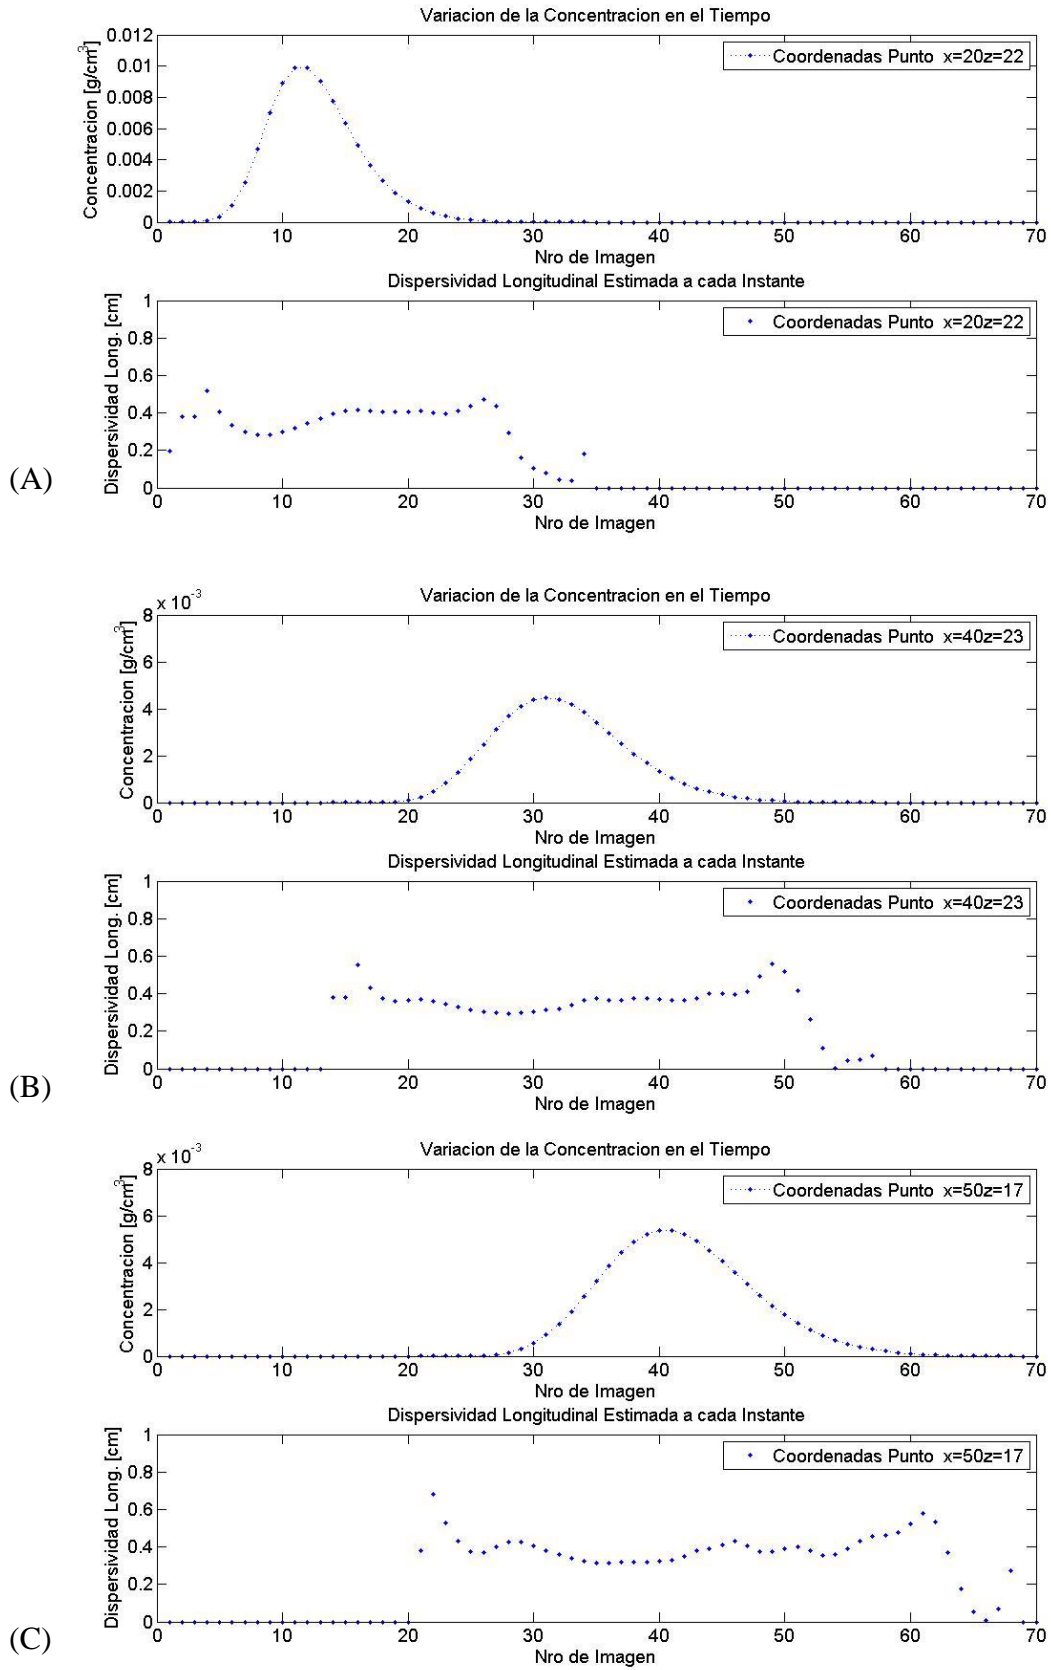 Variacion de la Concentracion en el Tiempo
Concentracion [g/cm³]
0.012
0.01
0.008
0.006
0.004
0.002
0
Coordenadas Punto x=20z=22
0 10 20 30 40 50 60 70
Nro de Imagen
Dispersividad Longitudinal Estimada a cada Instante
Dispersividad Long. [cm]
1
0.8
0.6
0.4
0.2
0
Coordenadas Punto x=20z=22
0 10 20 30 40 50 60 70
Nro de Imagen
(A)
x 10⁻³
Variacion de la Concentracion en el Tiempo
Concentracion [g/cm³]
8
6
4
2
0
Coordenadas Punto x=40z=23
0 10 20 30 40 50 60 70
Nro de Imagen
Dispersividad Longitudinal Estimada a cada Instante
Dispersividad Long. [cm]
1
0.8
0.6
0.4
0.2
0
Coordenadas Punto x=40z=23
0 10 20 30 40 50 60 70
Nro de Imagen
(B)
x 10⁻³
Variacion de la Concentracion en el Tiempo
Concentracion [g/cm³]
8
6
4
2
0
Coordenadas Punto x=50z=17
0 10 20 30 40 50 60 70
Nro de Imagen
Dispersividad Longitudinal Estimada a cada Instante
Dispersividad Long. [cm]
1
0.8
0.6
0.4
0.2
0
Coordenadas Punto x=50z=17
0 10 20 30 40 50 60 70
Nro de Imagen
(C)